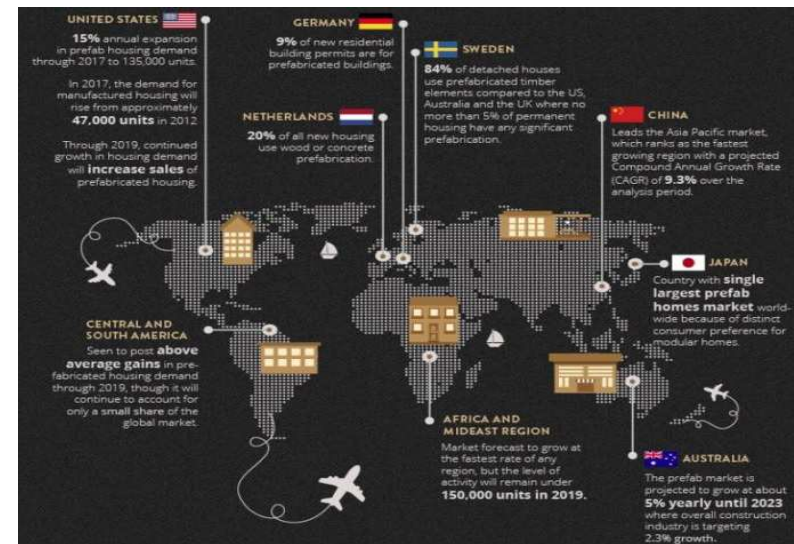 UNITED STATES
15% annual expansion
in prefab housing demand
through 2017 to 135,000 units.
In 2017, the demand for
manufactured housing will
rise from approximately
47,000 units in 2012
Through 2019, continued
growth in housing demand
will increase sales of
prefabricated housing.
GERMANY
9% of new residential
building permits are for
prefabricated buildings.
NETHERLANDS
20% of all new housing
use wood or concrete
prefabrication.
SWEDEN
84% of detached houses
use prefabricated timber
elements compared to the US,
Australia and the UK where no
more than 5% of permanent
housing have any significant
prefabrication.
CHINA
Leads the Asia Pacific market,
which ranks as the fastest
growing region with a projected
Compound Annual Growth Rate
(CAGR) of 9.3% over the
analysis period.
JAPAN
Country with single
largest prefab
homes market world-
wide because of distinct
consumer preference for
modular homes.
CENTRAL AND
SOUTH AMERICA
Seen to post above
average gains in pre-
fabricated housing demand
through 2019, though it will
continue to account for
only a small share of the
global market.
AFRICA AND
MIDEAST REGION
Market forecast to grow at
the fastest rate of any
region, but the level of
activity will remain under
150,000 units in 2019.
AUSTRALIA
The prefab market is
projected to grow at about
5% yearly until 2023
where overall construction
industry is targeting
2.3% growth.